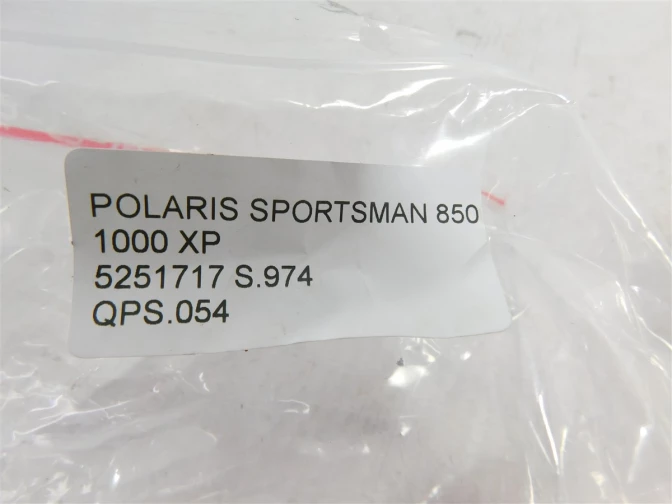 POLARIS SPORTSMAN 850
1000 XP
5251717 S.974
QPS.054